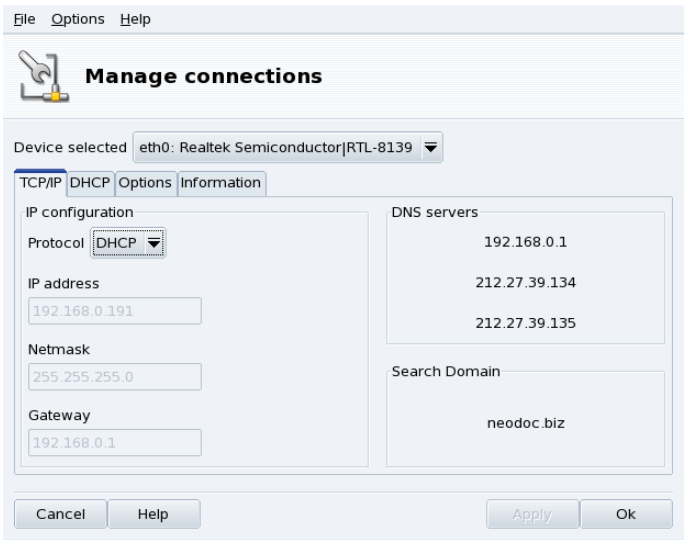 File Options Help
Manage connections
Device selected eth0: Realtek Semiconductor|RTL-8139
TCP/IP DHCP Options Information
IP configuration
Protocol DHCP
IP address
192.168.0.191
Netmask
255.255.255.0
Gateway
192.168.0.1
DNS servers
192.168.0.1
212.27.39.134
212.27.39.135
Search Domain
neodoc.biz
Cancel Help Apply Ok